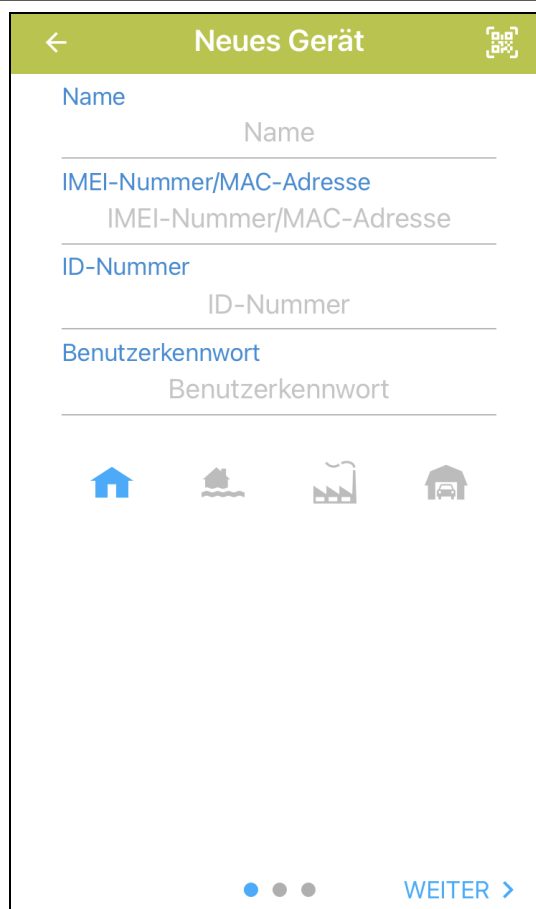 Neues Gerät
Name
Name
IMEI-Nummer/MAC-Adresse
IMEI-Nummer/MAC-Adresse
ID-Nummer
ID-Nummer
Benutzerkennwort
Benutzerkennwort
WEITER